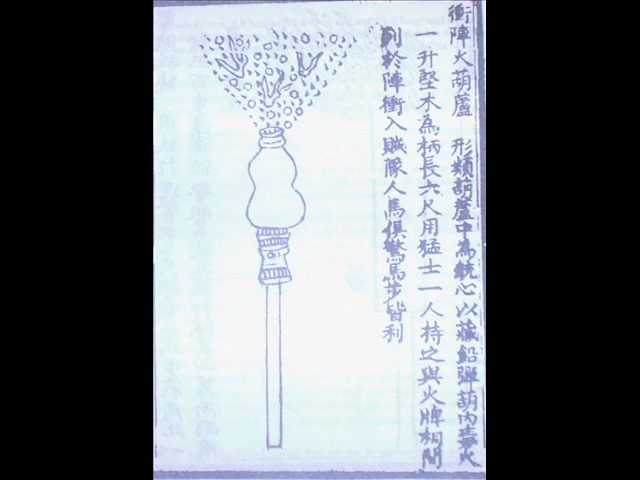 衝陣火葫蘆 形類葫蘆中為銃心以藏鉛彈葫內毒火
一升堅木為柄長六尺用猛士一人持之與火牌相間
列於陣衝入賊隊人馬俱驚馬步皆利